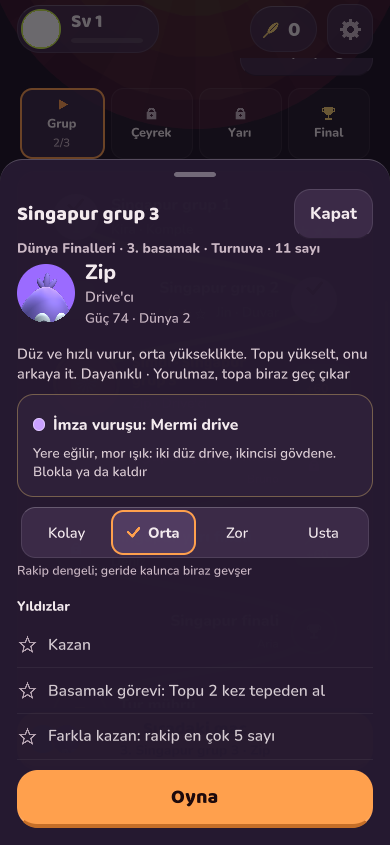 Sv 1
0
Grup
2/3
Çeyrek
Yarı
Final
Singapur grup 3
Kapat
Dünya Finalleri · 3. basamak · Turnuva · 11 sayı
Zip
Drive'cı
Güç 74 · Dünya 2
Düz ve hızlı vurur, orta yükseklikte. Topu yükselt, onu
arkaya it. Dayanıklı · Yorulmaz, topa biraz geç çıkar
İmza vuruşu: Mermi drive
Yere eğilir, mor ışık: iki düz drive, ikincisi gövdene.
Blokla ya da kaldır
Kolay
Orta
Zor
Usta
Rakip dengeli; geride kalınca biraz gevşer
Yıldızlar
Kazan
Basamak görevi: Topu 2 kez tepeden al
Farkla kazan: rakip en çok 5 sayı
Oyna